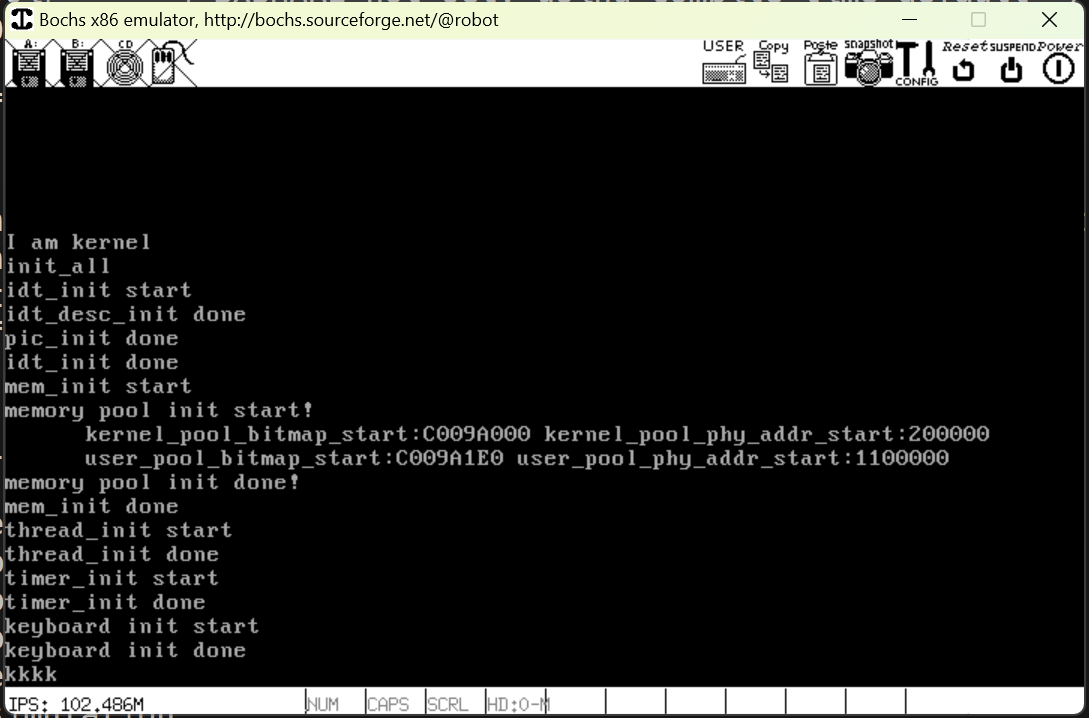 Bochs x86 emulator, http://bochs.sourceforge.net/@robot
A: B: CD USER Copy Paste snapshot CONFIG Reset SUSPEND Power
I am kernel
init_all
idt_init start
idt_desc_init done
pic_init done
idt_init done
mem_init start
memory pool init start!
kernel_pool_bitmap_start:C009A000 kernel_pool_phy_addr_start:200000
user_pool_bitmap_start:C009A1E0 user_pool_phy_addr_start:1100000
memory pool init done!
mem_init done
thread_init start
thread_init done
timer_init start
timer_init done
keyboard init start
keyboard init done
kkkk
IPS: 102.486M NUM CAPS SCRL HD:0-M